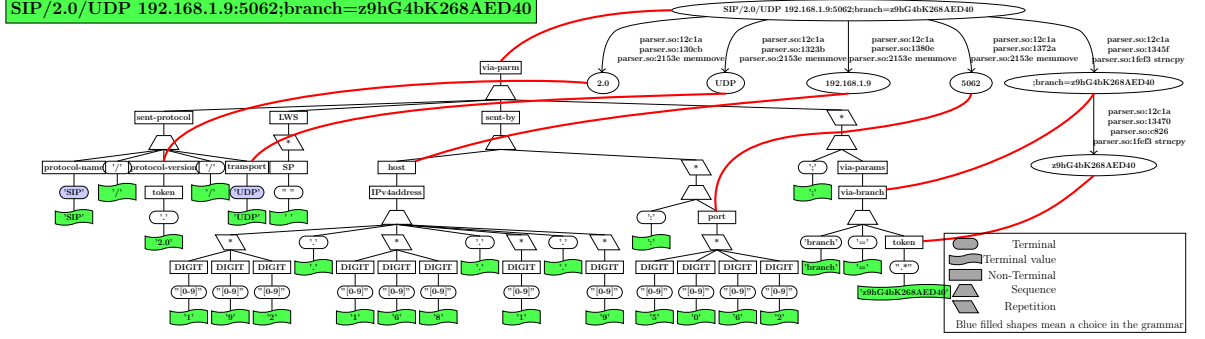 SIP/2.0/UDP 192.168.1.9:5062;branch=z9hG4bK268AED40
SIP/2.0/UDP 192.168.1.9:5062;branch=z9hG4bK268AED40
parser.so:12c1a parser.so:12c1a parser.so:12c1a parser.so:12c1a parser.so:12c1a
parser.so:130cb parser.so:1323b parser.so:1380e parser.so:1372a parser.so:1345f
parser.so:2153e memmove parser.so:2153e memmove parser.so:2153e memmove parser.so:2153e memmove parser.so:1fef3 strncpy
via-parm
2.0 UDP 192.168.1.9 5062 ;branch=z9hG4bK268AED40
sent-protocol LWS sent-by *
parser.so:12c1a
parser.so:13470
parser.so:c826
parser.so:1fef3 strncpy
*
protocol-name '/' protocol-version '/' transport SP host * ';' via-params
z9hG4bK268AED40
'SIP' '/' token '/' 'UDP' " " IPv4address ';' via-branch
'SIP' '.' 'UDP' ' ' ':' port
'2.0' * '.' * '.' * '.' * ':' * 'branch' '=' token
'.' '.' '.' 'branch' '=' ".*"
DIGIT DIGIT DIGIT DIGIT DIGIT DIGIT DIGIT DIGIT DIGIT DIGIT DIGIT DIGIT
"[0-9]" "[0-9]" "[0-9]" "[0-9]" "[0-9]" "[0-9]" "[0-9]" "[0-9]" "[0-9]" "[0-9]" "[0-9]" "[0-9]" 'z9hG4bK268AED40'
'1' '9' '2' '1' '6' '8' '1' '9' '5' '0' '6' '2'
Terminal
Terminal value
Non-Terminal
Sequence
Repetition
Blue filled shapes mean a choice in the grammar